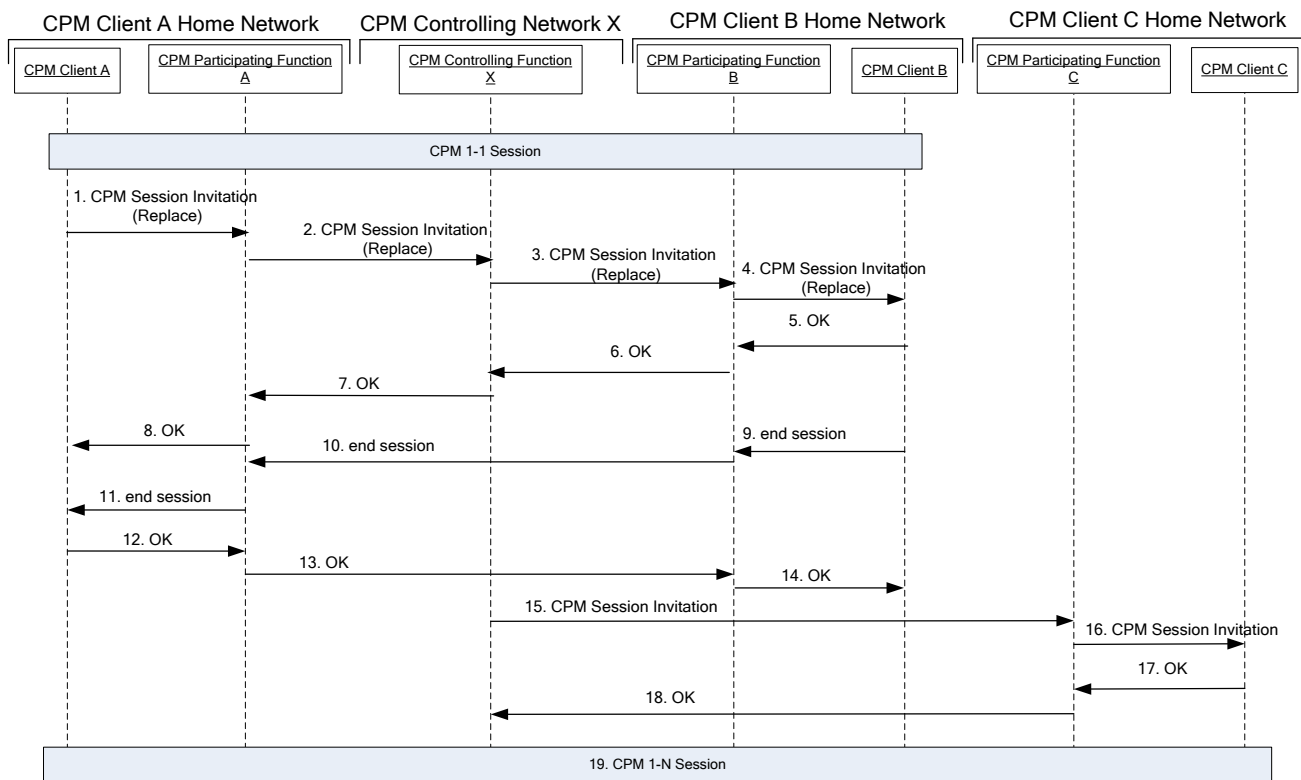 CPM Client A Home Network
CPM Controlling Network X
CPM Client B Home Network
CPM Client C Home Network
CPM Client A
CPM Participating Function
A
CPM Controlling Function
X
CPM Participating Function
B
CPM Client B
CPM Participating Function
C
CPM Client C
CPM 1-1 Session
1. CPM Session Invitation
(Replace)
2. CPM Session Invitation
(Replace)
3. CPM Session Invitation
(Replace)
4. CPM Session Invitation
(Replace)
5. OK
6. OK
7. OK
8. OK
9. end session
10. end session
11. end session
12. OK
13. OK
14. OK
15. CPM Session Invitation
16. CPM Session Invitation
17. OK
18. OK
19. CPM 1-N Session